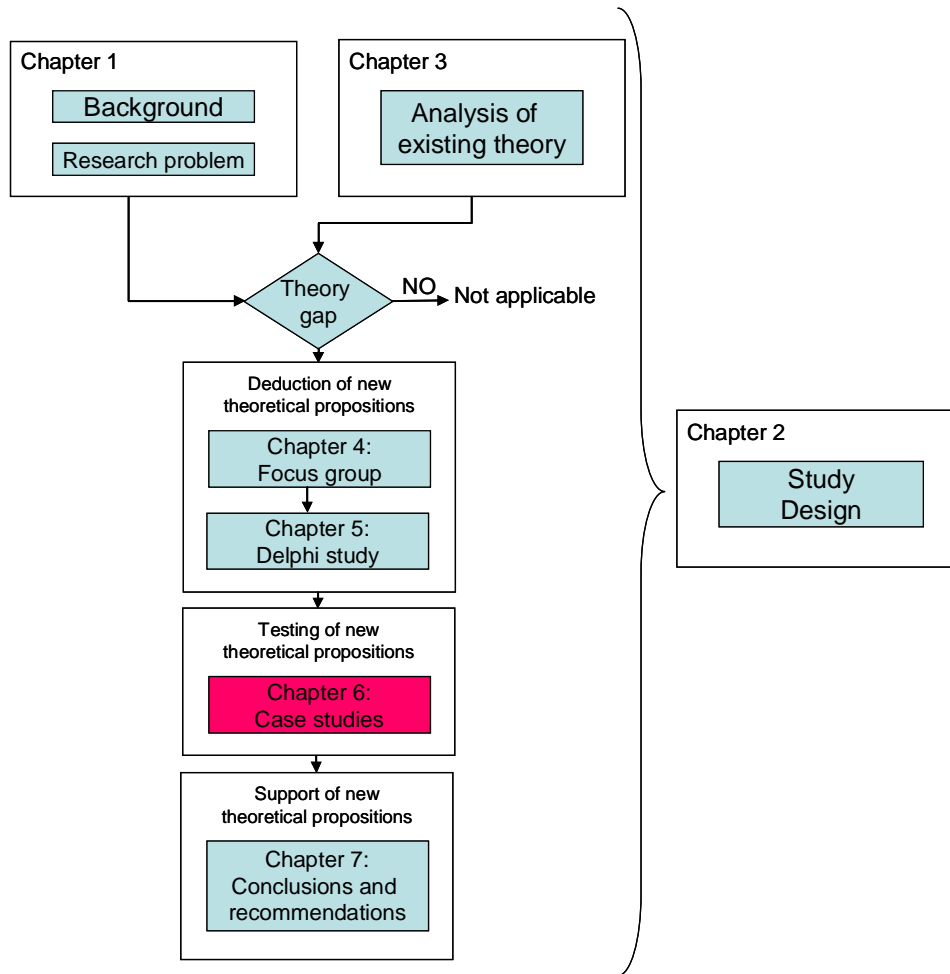 Chapter 1
Background
Research problem
Chapter 3
Analysis of
existing theory
Theory
gap
NO
Not applicable
Deduction of new
theoretical propositions
Chapter 4:
Focus group
Chapter 5:
Delphi study
Testing of new
theoretical propositions
Chapter 6:
Case studies
Support of new
theoretical propositions
Chapter 7:
Conclusions and
recommendations
Chapter 2
Study
Design